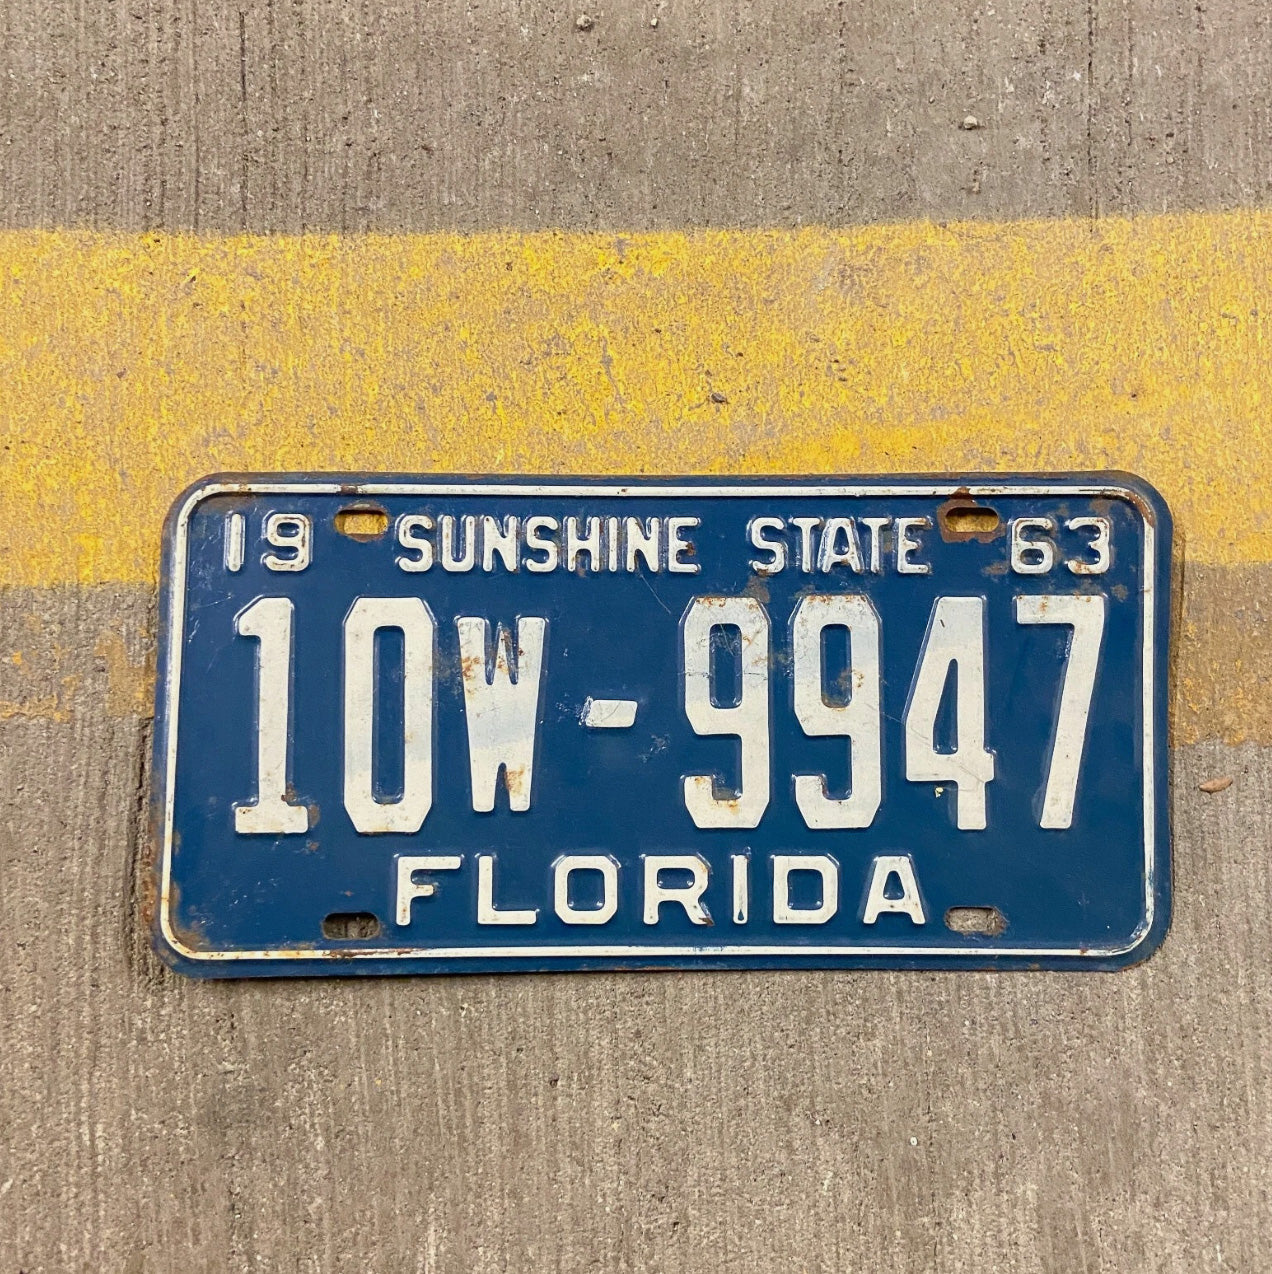 19 SUNSHINE STATE 63
10W-9947
FLORIDA